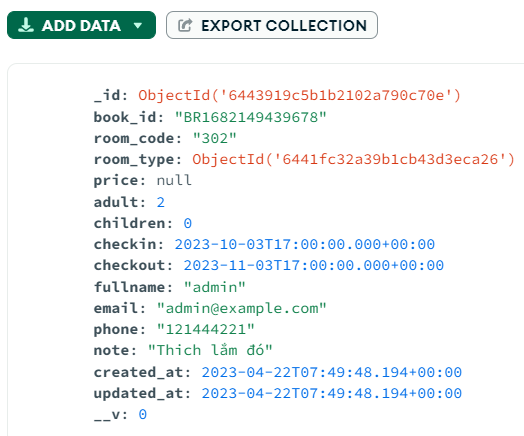 ADD DATA
EXPORT COLLECTION
_id: ObjectId('6443919c5b1b2102a790c70e')
book_id: "BR1682149439678"
room_code: "302"
room_type: ObjectId('6441fc32a39b1cb43d3eca26')
price: null
adult: 2
children: 0
checkin: 2023-10-03T17:00:00.000+00:00
checkout: 2023-11-03T17:00:00.000+00:00
fullname: "admin"
email: "admin@example.com"
phone: "121444221"
note: "Thich lắm đó"
created_at: 2023-04-22T07:49:48.194+00:00
updated_at: 2023-04-22T07:49:48.194+00:00
__v: 0